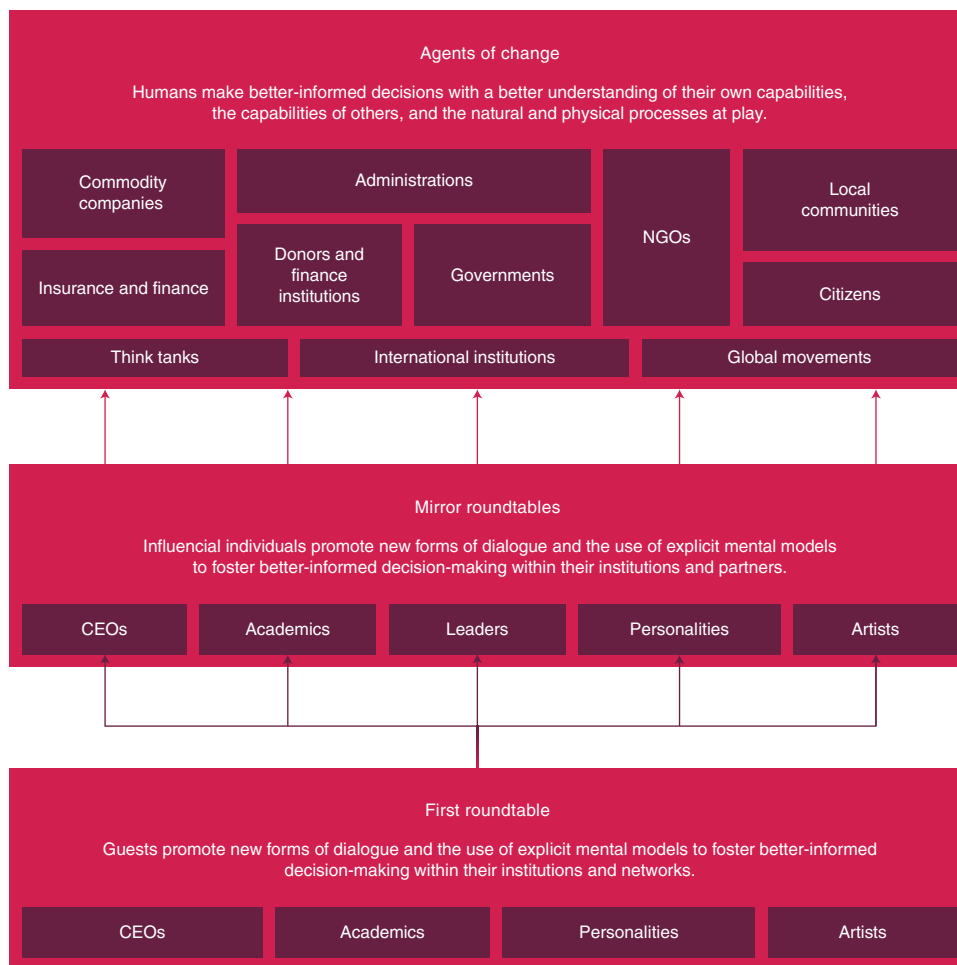 Agents of change
Humans make better-informed decisions with a better understanding of their own capabilities,
the capabilities of others, and the natural and physical processes at play.
Commodity
companies
Administrations
NGOs
Local
communities
Insurance and finance
Donors and
finance
institutions
Governments
Citizens
Think tanks
International institutions
Global movements
Mirror roundtables
Influential individuals promote new forms of dialogue and the use of explicit mental models
to foster better-informed decision-making within their institutions and partners.
CEOs
Academics
Leaders
Personalities
Artists
First roundtable
Guests promote new forms of dialogue and the use of explicit mental models to foster better-informed
decision-making within their institutions and networks.
CEOs
Academics
Personalities
Artists